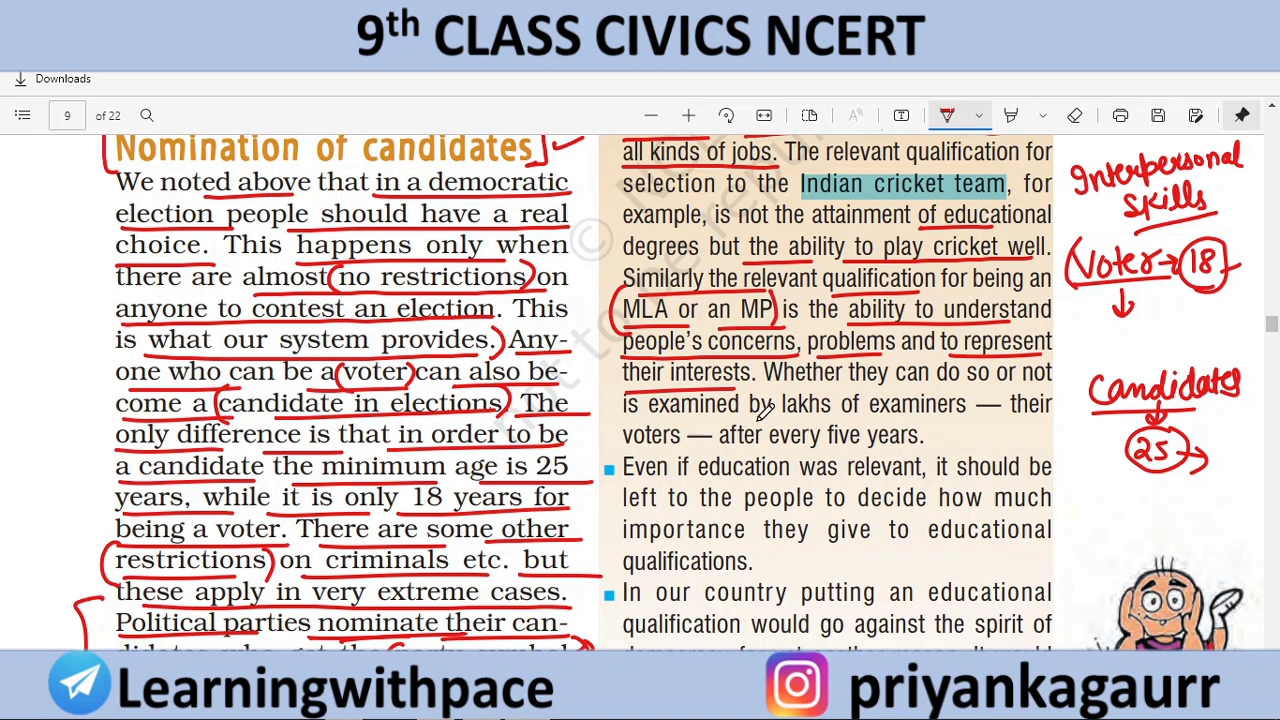 9th CLASS CIVICS NCERT
Downloads
9 of 22
Nomination of candidates
We noted above that in a democratic
election people should have a real
choice. This happens only when
there are almost no restrictions on
anyone to contest an election. This
is what our system provides. Any-
one who can be a voter can also be-
come a candidate in elections. The
only difference is that in order to be
a candidate the minimum age is 25
years, while it is only 18 years for
being a voter. There are some other
restrictions on criminals etc. but
these apply in very extreme cases.
Political parties nominate their can-
all kinds of jobs. The relevant qualification for
selection to the Indian cricket team, for
example, is not the attainment of educational
degrees but the ability to play cricket well.
Similarly the relevant qualification for being an
MLA or an MP is the ability to understand
people's concerns, problems and to represent
their interests. Whether they can do so or not
is examined by lakhs of examiners — their
voters — after every five years.
Even if education was relevant, it should be
left to the people to decide how much
importance they give to educational
qualifications.
In our country putting an educational
qualification would go against the spirit of
Interpersonal
Skills
Voter → 18
Candidates
25
Learningwithpace
priyankagaurr